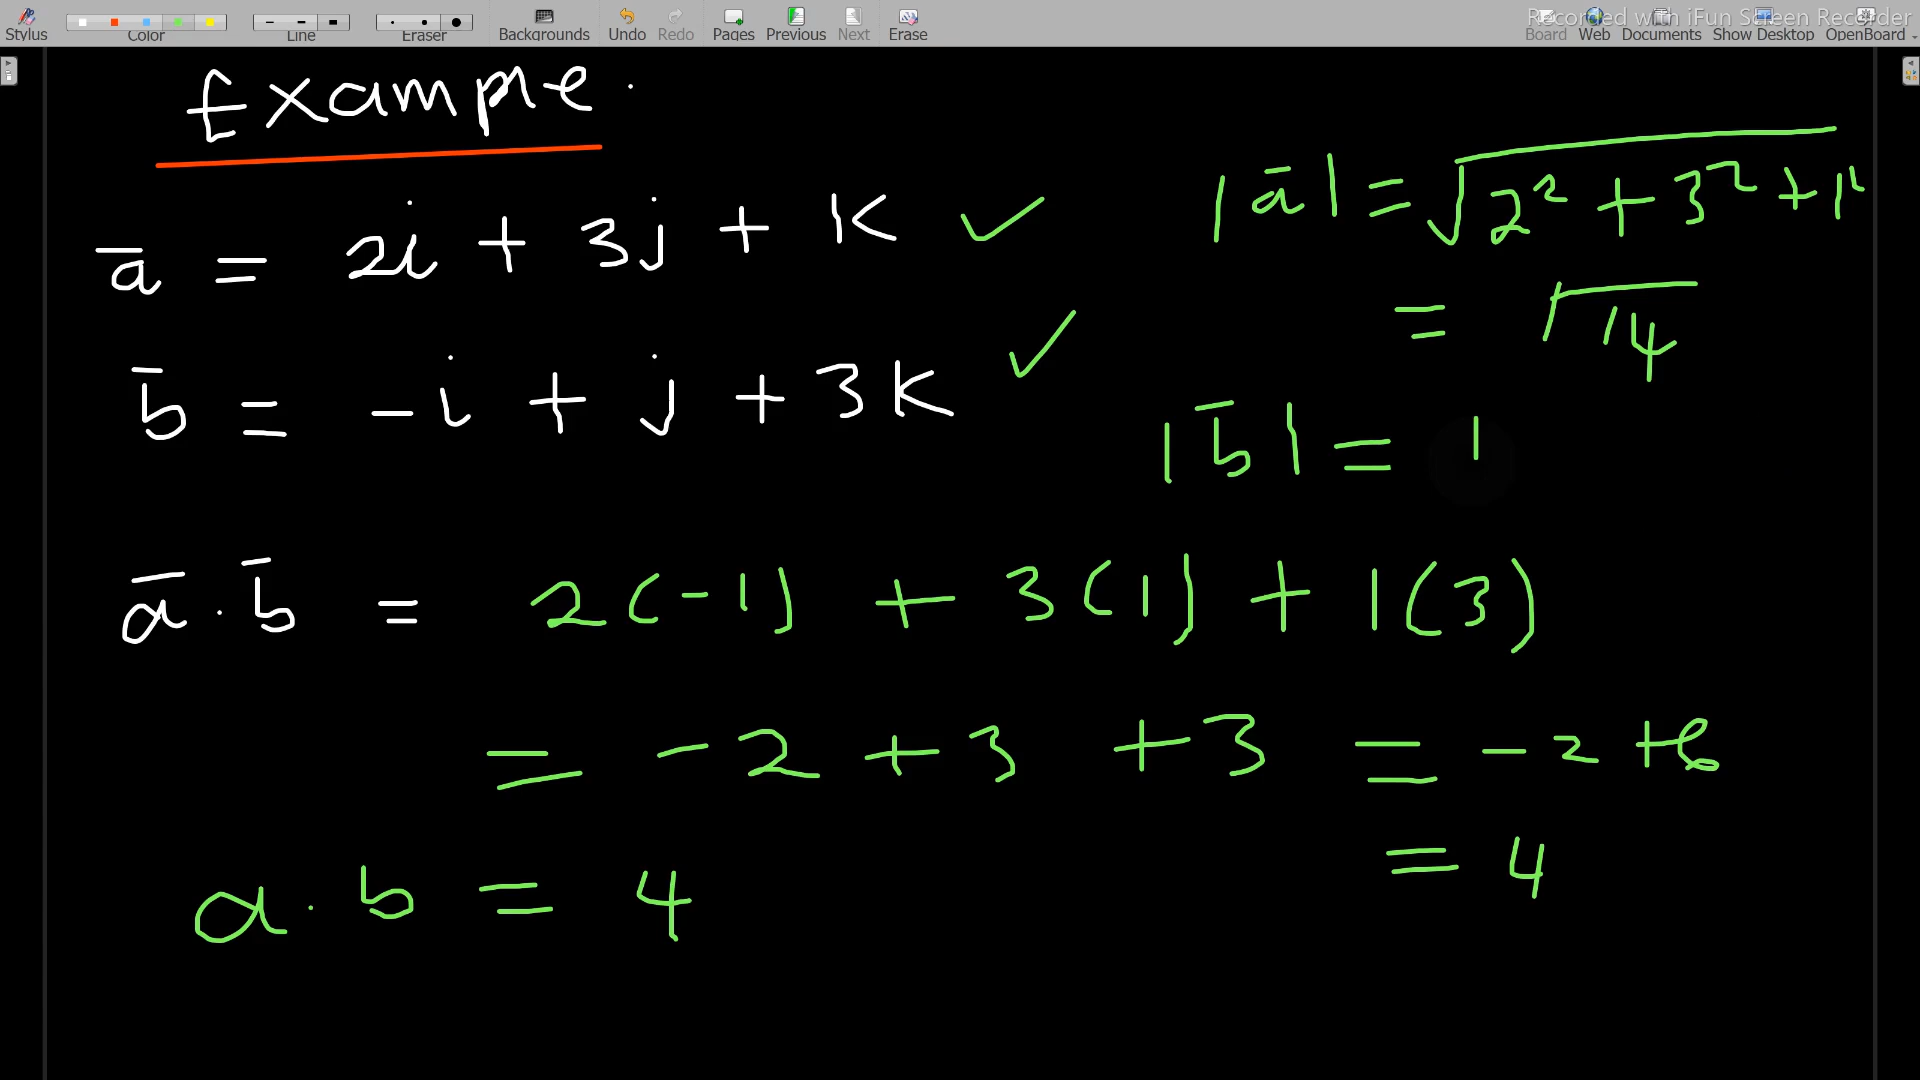 Recorded with iFun Screen Recorder
Stylus Color Line Eraser Backgrounds Undo Redo Pages Previous Next Erase Board Web Documents Show Desktop OpenBoard
Example.
a̅ = 2i + 3j + K ✓
b̅ = -i + j + 3K ✓
|a̅| = √2² + 3² + 1²
= √14
|b̅| = 1
a̅ . b̅ = 2(-1) + 3(1) + 1(3)
= -2 + 3 + 3 = -2 + 6
= 4
a . b = 4